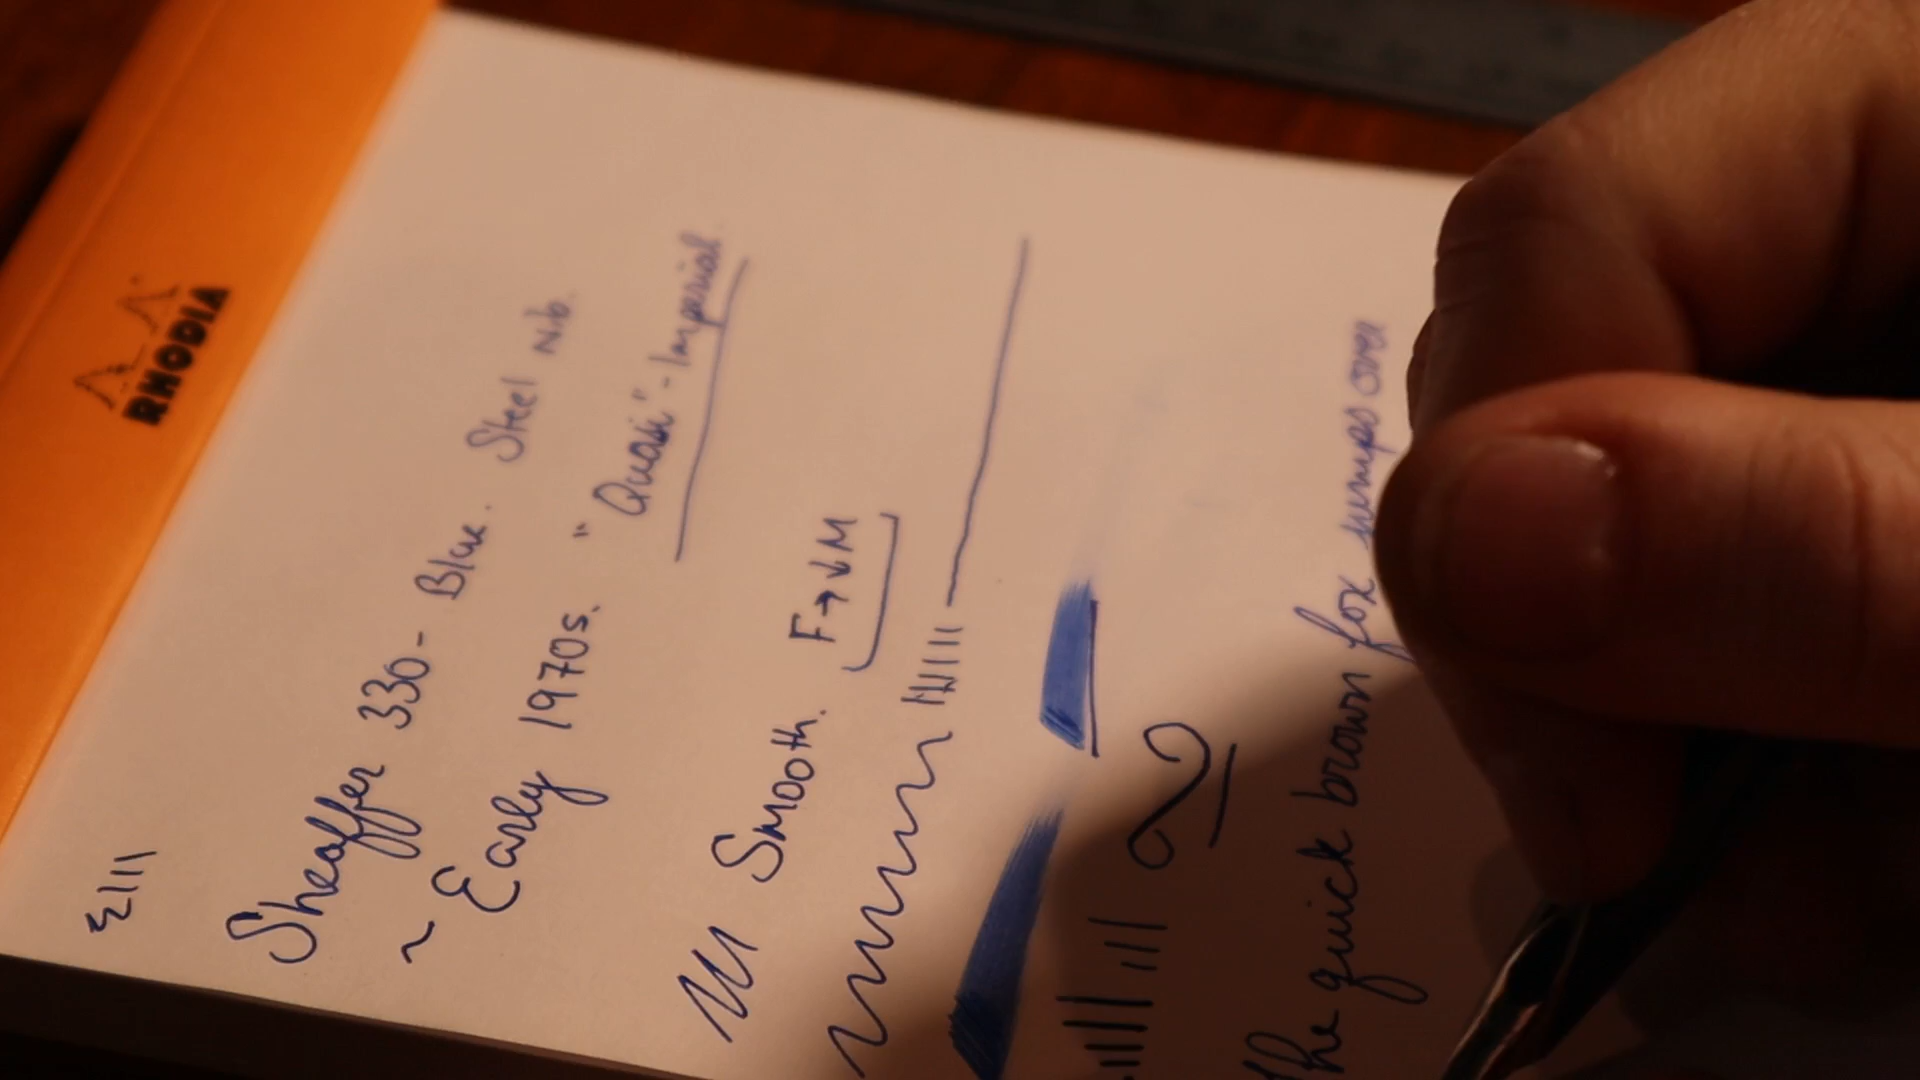 RHODIA
Sheaffer 330 - Blue. Steel nib.
~ Early 1970s. "Quasi"-Imperial
Smooth. F→M
The quick brown fox jumps over